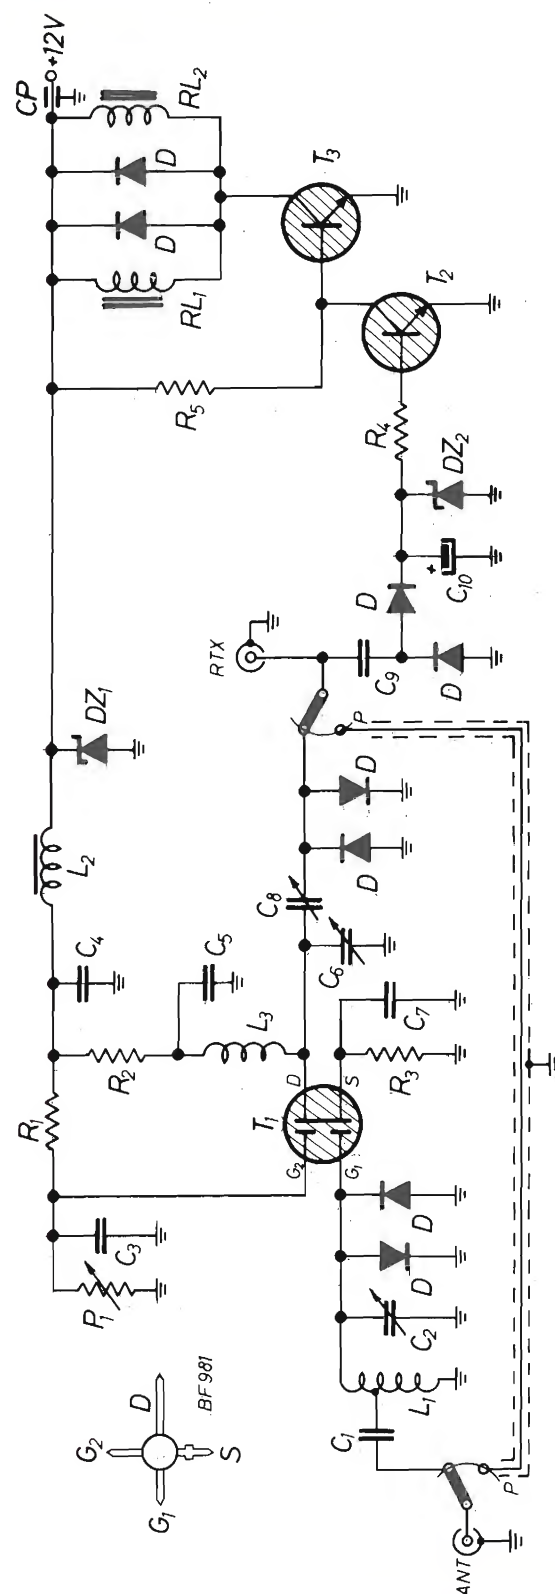 CP
+12V
RL₂
D
D
RL₁
T₃
T₂
R₅
R₄
DZ₂
+
C₁₀
D
D
C₉
RTX
P
DZ₁
L₂
D
D
C₈
C₆
C₄
C₅
L₃
R₂
R₁
C₇
R₃
D
S
T₁
G₂
G₁
D
D
C₃
P₁
C₂
L₁
C₁
P
ANT
G₂
D
BF981
G₁
S